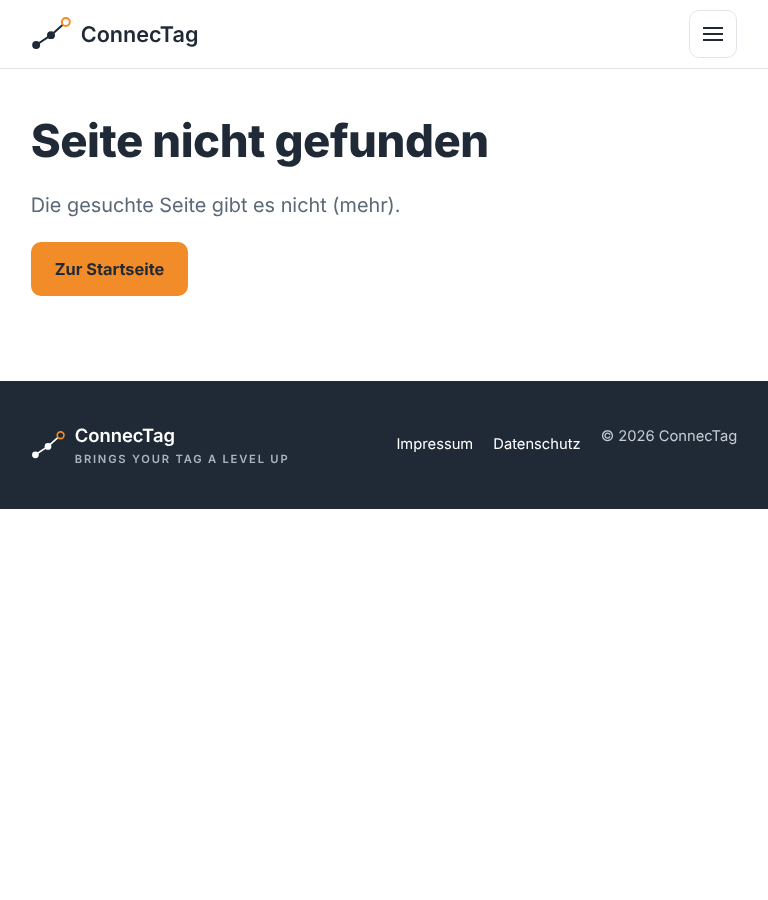 ConnecTag
Seite nicht gefunden
Die gesuchte Seite gibt es nicht (mehr).
Zur Startseite
ConnecTag
BRINGS YOUR TAG A LEVEL UP
Impressum Datenschutz © 2026 ConnecTag